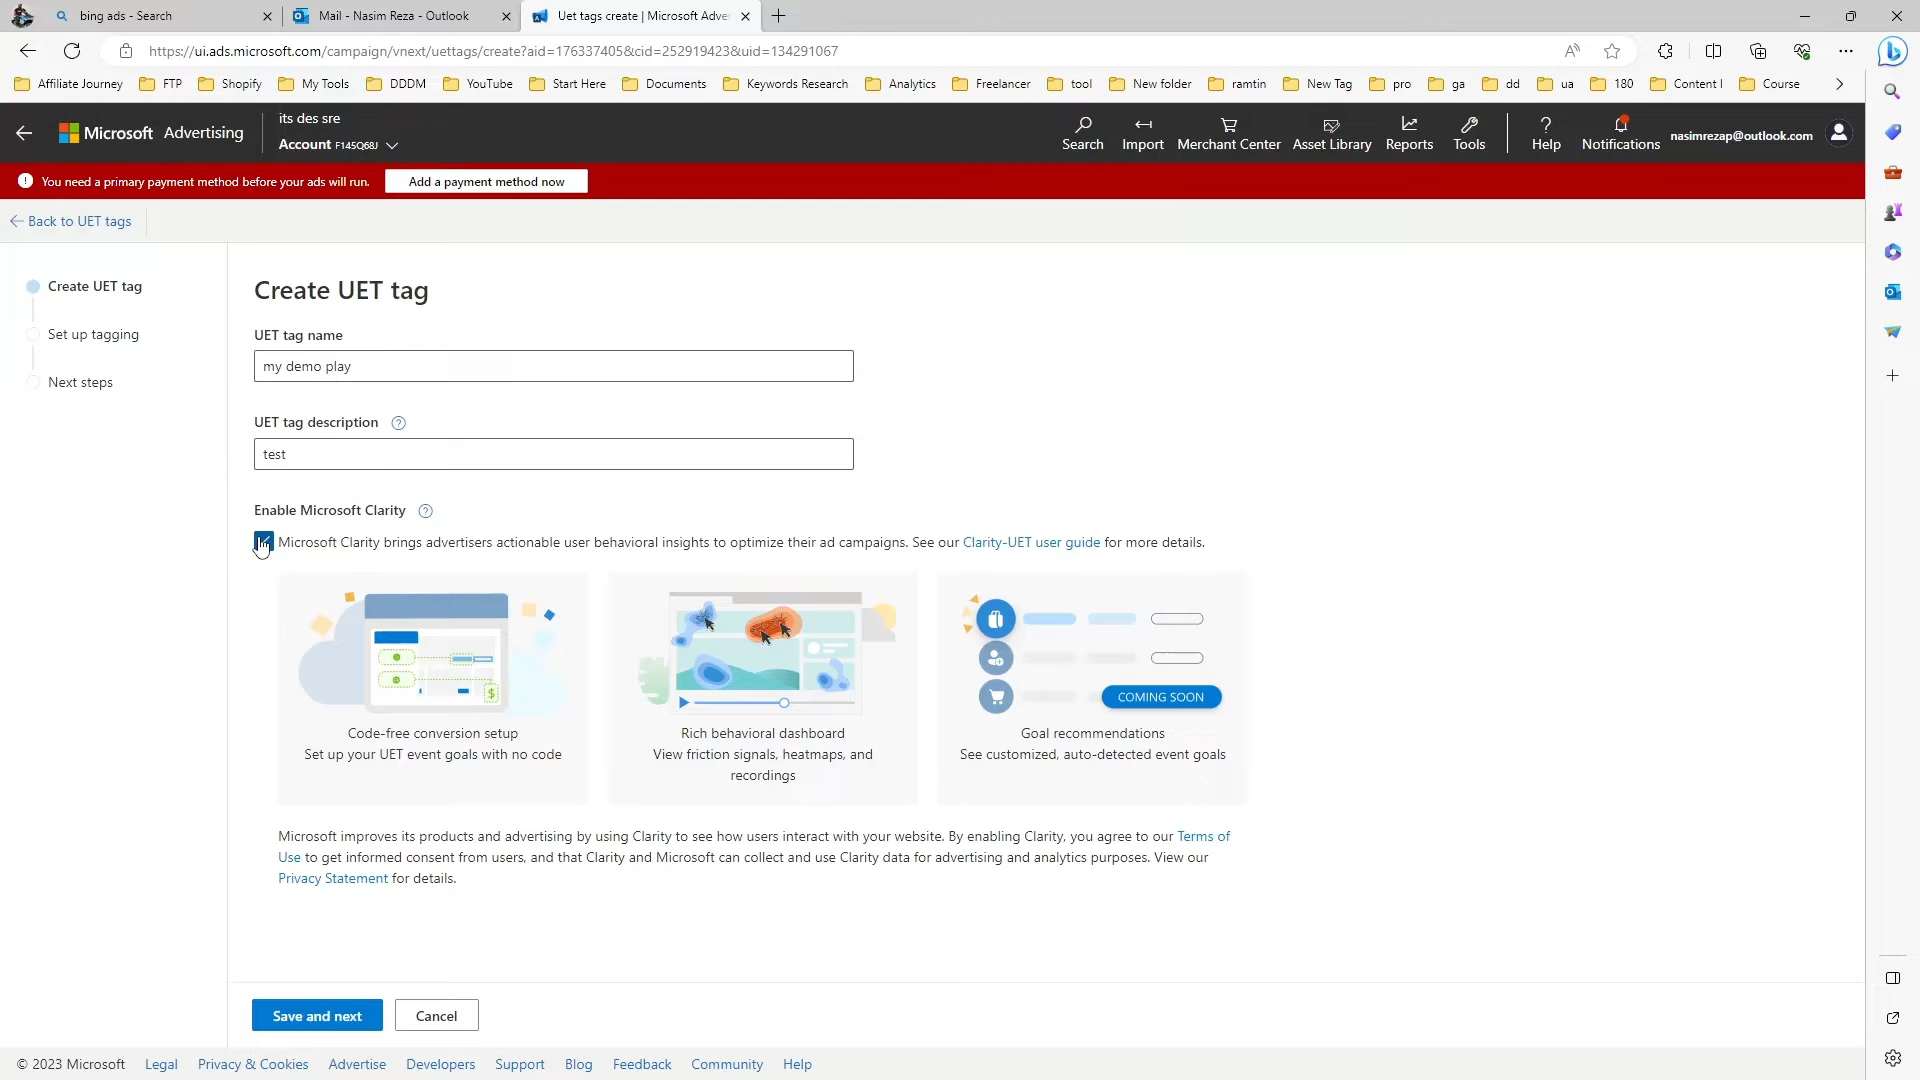 bing ads - Search
Mail - Nasim Reza - Outlook
Uet tags create | Microsoft Adve
https://ui.ads.microsoft.com/campaign/vnext/uettags/create?aid=176337405&cid=252919423&uid=134291067
Affiliate Journey FTP Shopify My Tools DDDM YouTube Start Here Documents Keywords Research Analytics Freelancer tool New folder ramtin New Tag pro ga dd ua 180 Content I Course
Microsoft Advertising
its des sre
Account F145Q68J
Search Import Merchant Center Asset Library Reports Tools
Help Notifications nasimrezap@outlook.com
You need a primary payment method before your ads will run. Add a payment method now
Back to UET tags
Create UET tag
Set up tagging
Next steps
Create UET tag
UET tag name
my demo play
UET tag description
test
Enable Microsoft Clarity
Microsoft Clarity brings advertisers actionable user behavioral insights to optimize their ad campaigns. See our Clarity-UET user guide for more details.
Code-free conversion setup
Set up your UET event goals with no code
Rich behavioral dashboard
View friction signals, heatmaps, and
recordings
COMING SOON
Goal recommendations
See customized, auto-detected event goals
Microsoft improves its products and advertising by using Clarity to see how users interact with your website. By enabling Clarity, you agree to our Terms of
Use to get informed consent from users, and that Clarity and Microsoft can collect and use Clarity data for advertising and analytics purposes. View our
Privacy Statement for details.
Save and next Cancel
© 2023 Microsoft Legal Privacy & Cookies Advertise Developers Support Blog Feedback Community Help